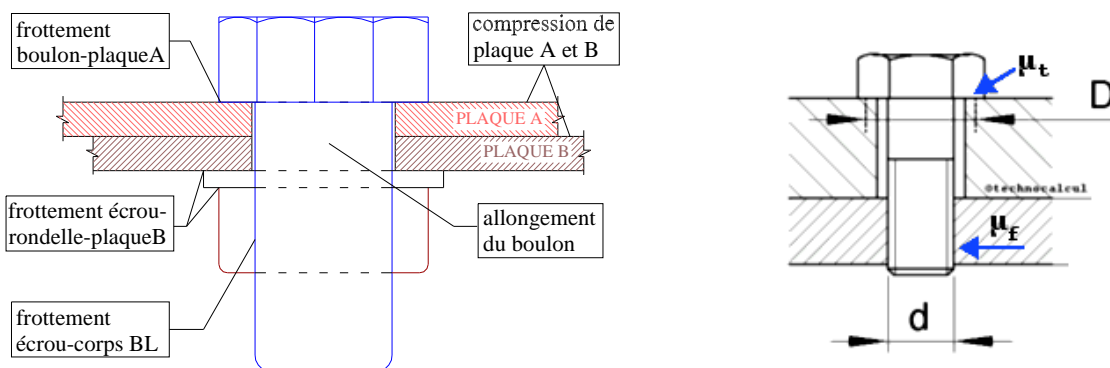 frottement
boulon-plaqueA
compression de
plaque A et B
PLAQUE A
PLAQUE B
frottement écrou-
rondelle-plaqueB
allongement
du boulon
frottement
écrou-corps BL
μt
D
©technocalcul
μf
d